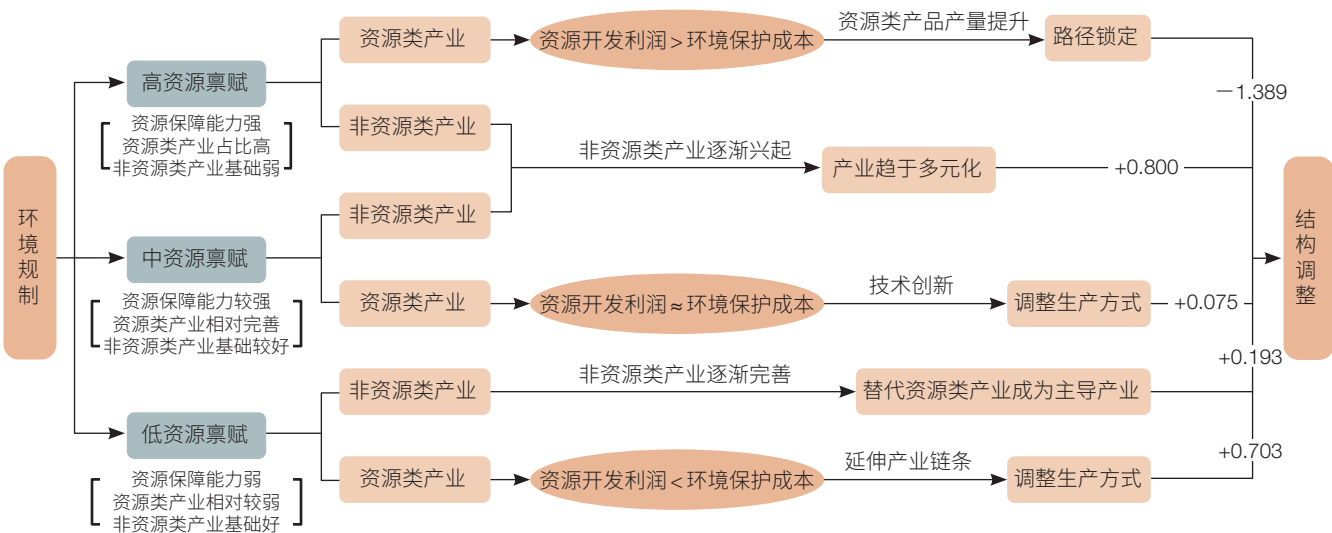 环境规制
高资源禀赋
资源保障能力强
资源类产业占比高
非资源类产业基础弱
资源类产业
资源开发利润>环境保护成本
资源类产品产量提升
路径锁定
-1.389
非资源类产业
非资源类产业逐渐兴起
产业趋于多元化
+0.800
中资源禀赋
资源保障能力较强
资源类产业相对完善
非资源类产业基础较好
非资源类产业
资源类产业
资源开发利润≈环境保护成本
技术创新
调整生产方式
+0.075
低资源禀赋
资源保障能力弱
资源类产业相对较弱
非资源类产业基础好
非资源类产业
非资源类产业逐渐完善
替代资源类产业成为主导产业
+0.193
资源类产业
资源开发利润<环境保护成本
延伸产业链条
调整生产方式
+0.703
结构调整